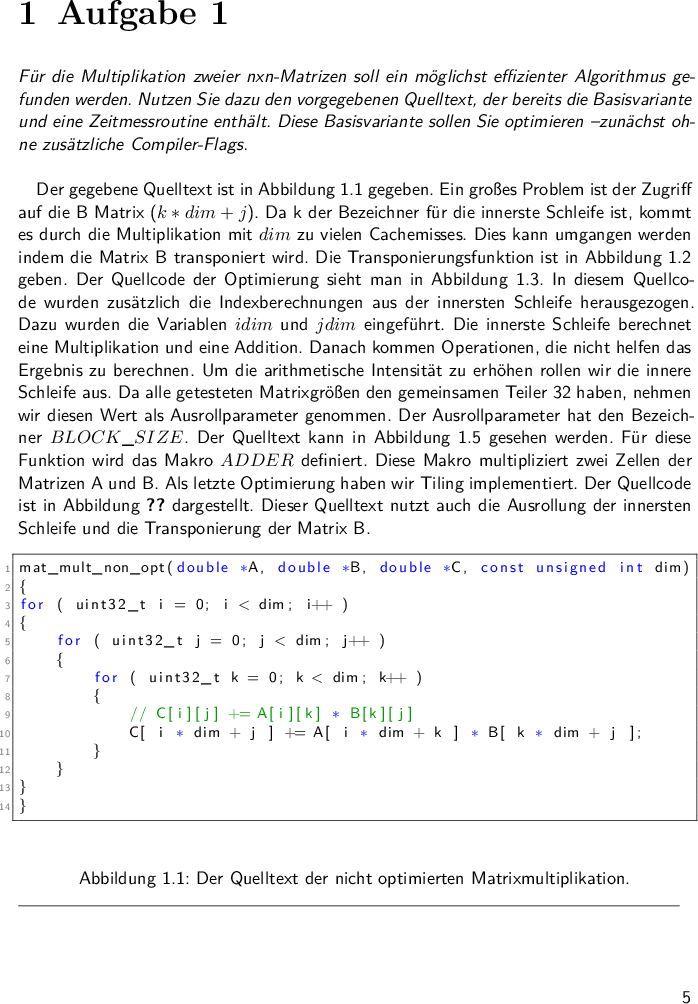 1 Aufgabe 1
Für die Multiplikation zweier nxn-Matrizen soll ein möglichst effizienter Algorithmus ge-
funden werden. Nutzen Sie dazu den vorgegebenen Quelltext, der bereits die Basisvariante
und eine Zeitmessroutine enthält. Diese Basisvariante sollen Sie optimieren –zunächst oh-
ne zusätzliche Compiler-Flags.
Der gegebene Quelltext ist in Abbildung 1.1 gegeben. Ein großes Problem ist der Zugriff
auf die B Matrix (k ∗ dim + j). Da k der Bezeichner für die innerste Schleife ist, kommt
es durch die Multiplikation mit dim zu vielen Cachemisses. Dies kann umgangen werden
indem die Matrix B transponiert wird. Die Transponierungsfunktion ist in Abbildung 1.2
geben. Der Quellcode der Optimierung sieht man in Abbildung 1.3. In diesem Quellco-
de wurden zusätzlich die Indexberechnungen aus der innersten Schleife herausgezogen.
Dazu wurden die Variablen idim und jdim eingeführt. Die innerste Schleife berechnet
eine Multiplikation und eine Addition. Danach kommen Operationen, die nicht helfen das
Ergebnis zu berechnen. Um die arithmetische Intensität zu erhöhen rollen wir die innere
Schleife aus. Da alle getesteten Matrixgrößen den gemeinsamen Teiler 32 haben, nehmen
wir diesen Wert als Ausrollparameter genommen. Der Ausrollparameter hat den Bezeich-
ner BLOCK_SIZE. Der Quelltext kann in Abbildung 1.5 gesehen werden. Für diese
Funktion wird das Makro ADDER definiert. Diese Makro multipliziert zwei Zellen der
Matrizen A und B. Als letzte Optimierung haben wir Tiling implementiert. Der Quellcode
ist in Abbildung ?? dargestellt. Dieser Quelltext nutzt auch die Ausrollung der innersten
Schleife und die Transponierung der Matrix B.
1 mat_mult_non_opt(double *A, double *B, double *C, const unsigned int dim)
2 {
3 for ( uint32_t i = 0; i < dim; i++ )
4 {
5 for ( uint32_t j = 0; j < dim; j++ )
6 {
7 for ( uint32_t k = 0; k < dim; k++ )
8 {
9 // C[i][j] += A[i][k] * B[k][j]
10 C[ i * dim + j ] += A[ i * dim + k ] * B[ k * dim + j ];
11 }
12 }
13 }
14 }
Abbildung 1.1: Der Quelltext der nicht optimierten Matrixmultiplikation.
5